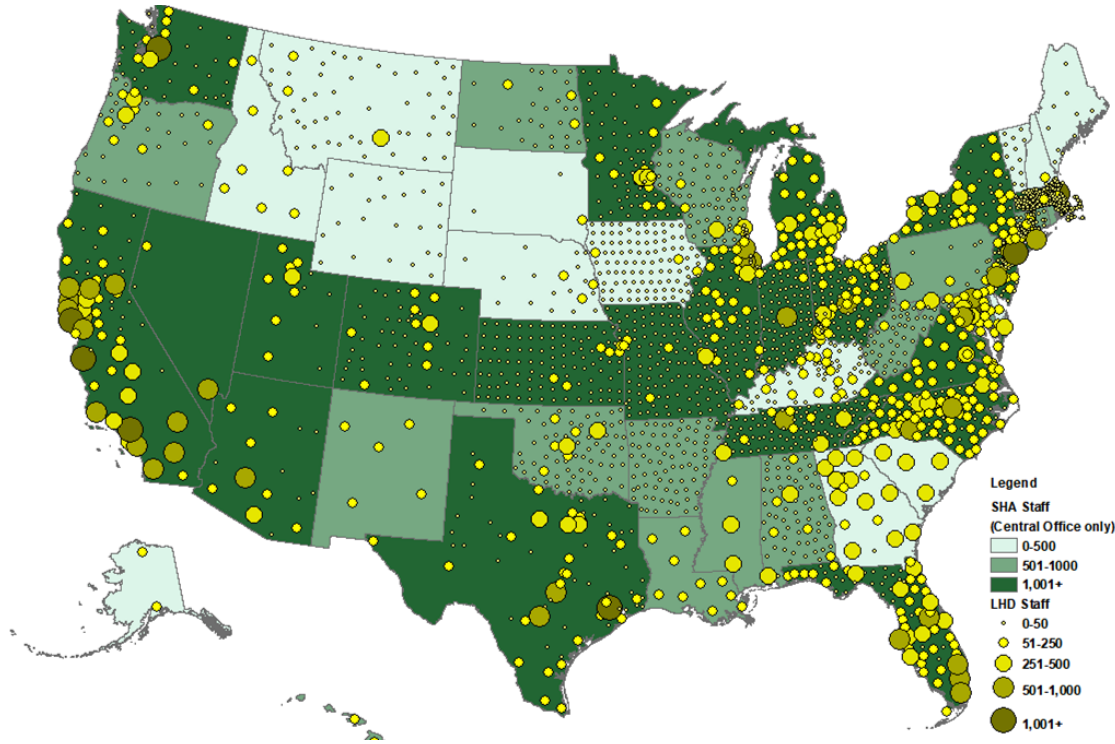 Legend
SHA Staff
(Central Office only)
0-500
501-1000
1,001+
LHD Staff
0-50
51-250
251-500
501-1,000
1,001+